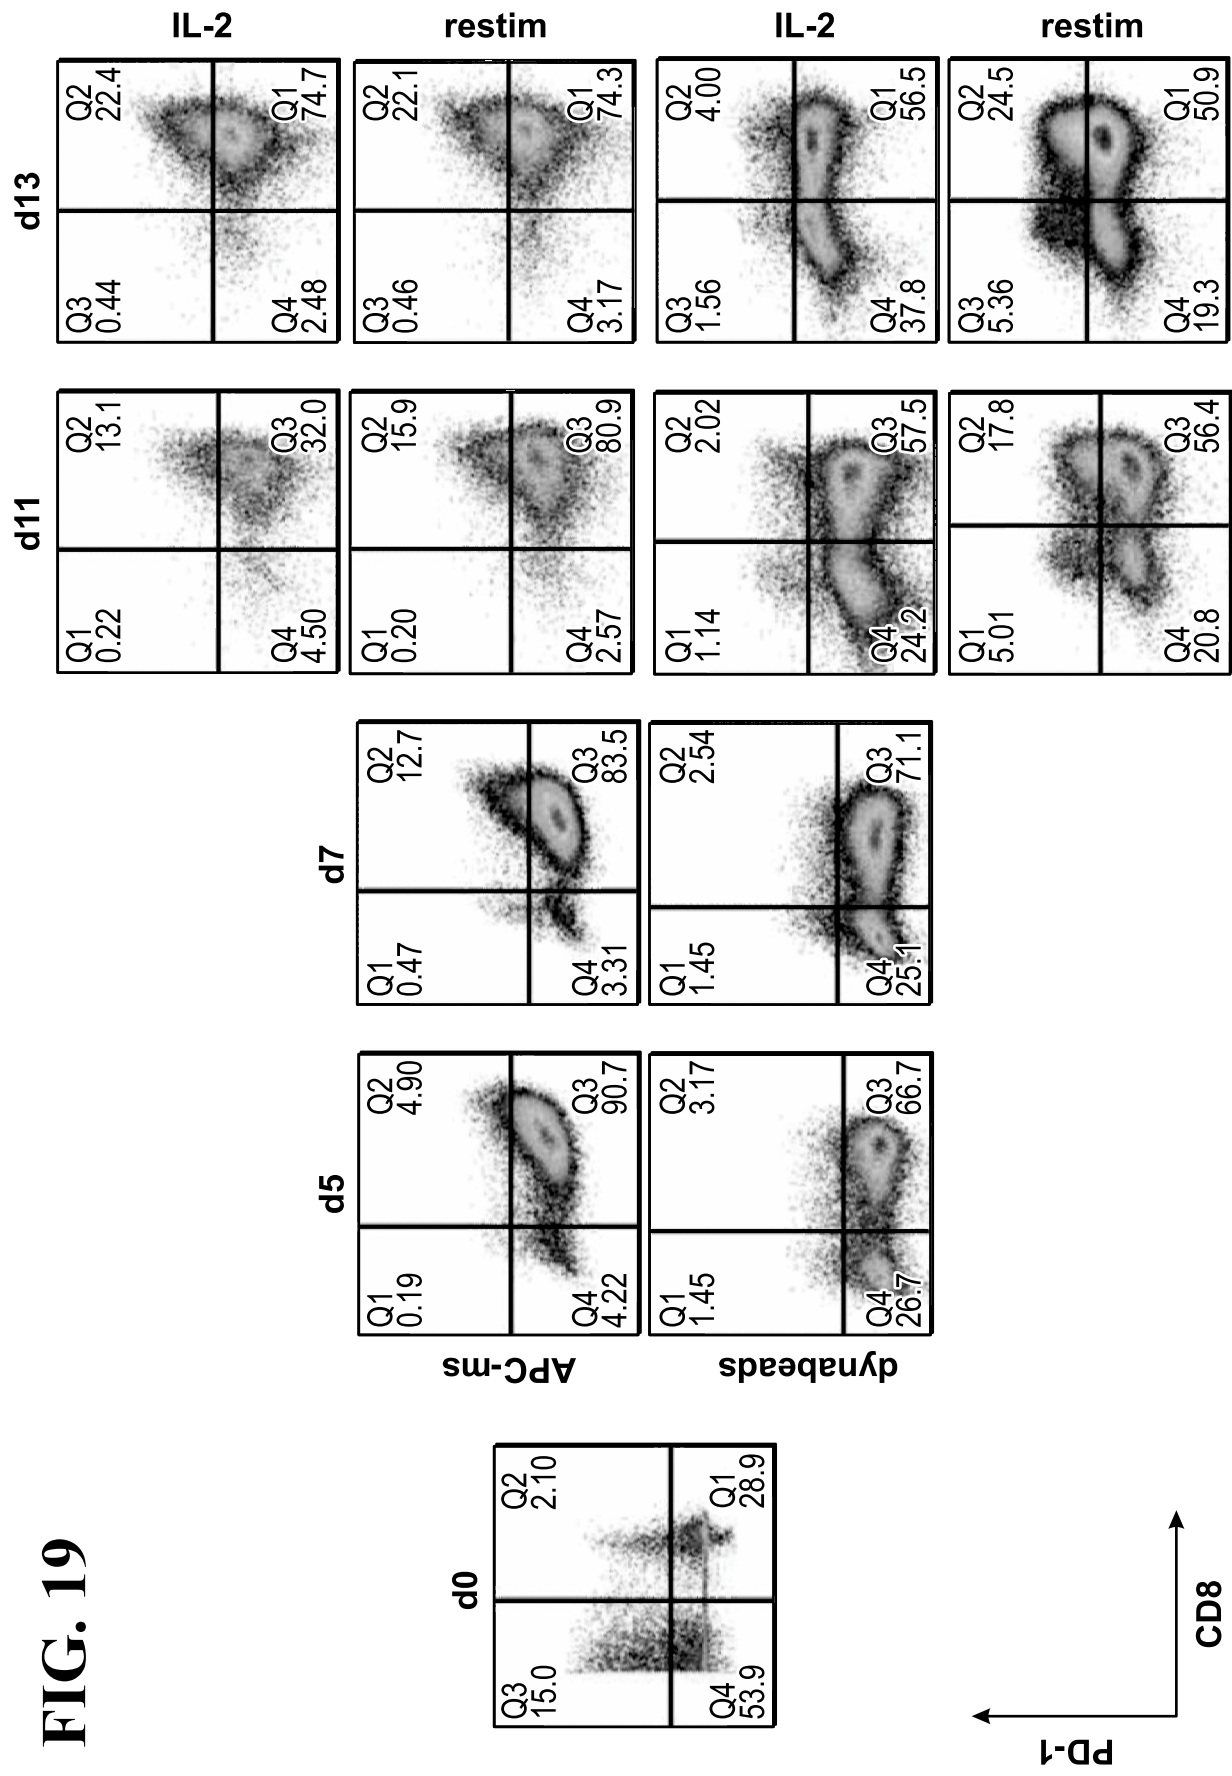 FIG. 19
d0
Q3
15.0
Q2
2.10
Q4
53.9
Q1
28.9
PD-1
CD8
APC-ms
dynabeads
d5
Q1
0.19
Q2
4.90
Q4
4.22
Q3
90.7
Q1
1.45
Q2
3.17
Q4
26.7
Q3
66.7
d7
Q1
0.47
Q2
12.7
Q4
3.31
Q3
83.5
Q1
1.45
Q2
2.54
Q4
25.1
Q3
71.1
d11
Q1
0.22
Q2
13.1
Q4
4.50
Q3
32.0
Q1
0.20
Q2
15.9
Q4
2.57
Q3
80.9
Q1
1.14
Q2
2.02
Q4
24.2
Q3
57.5
Q1
5.01
Q2
17.8
Q4
20.8
Q3
56.4
d13
Q3
0.44
Q2
22.4
Q4
2.48
Q1
74.7
IL-2
Q3
0.46
Q2
22.1
Q4
3.17
Q1
74.3
restim
Q3
1.56
Q2
4.00
Q4
37.8
Q1
56.5
IL-2
Q3
5.36
Q2
24.5
Q4
19.3
Q1
50.9
restim